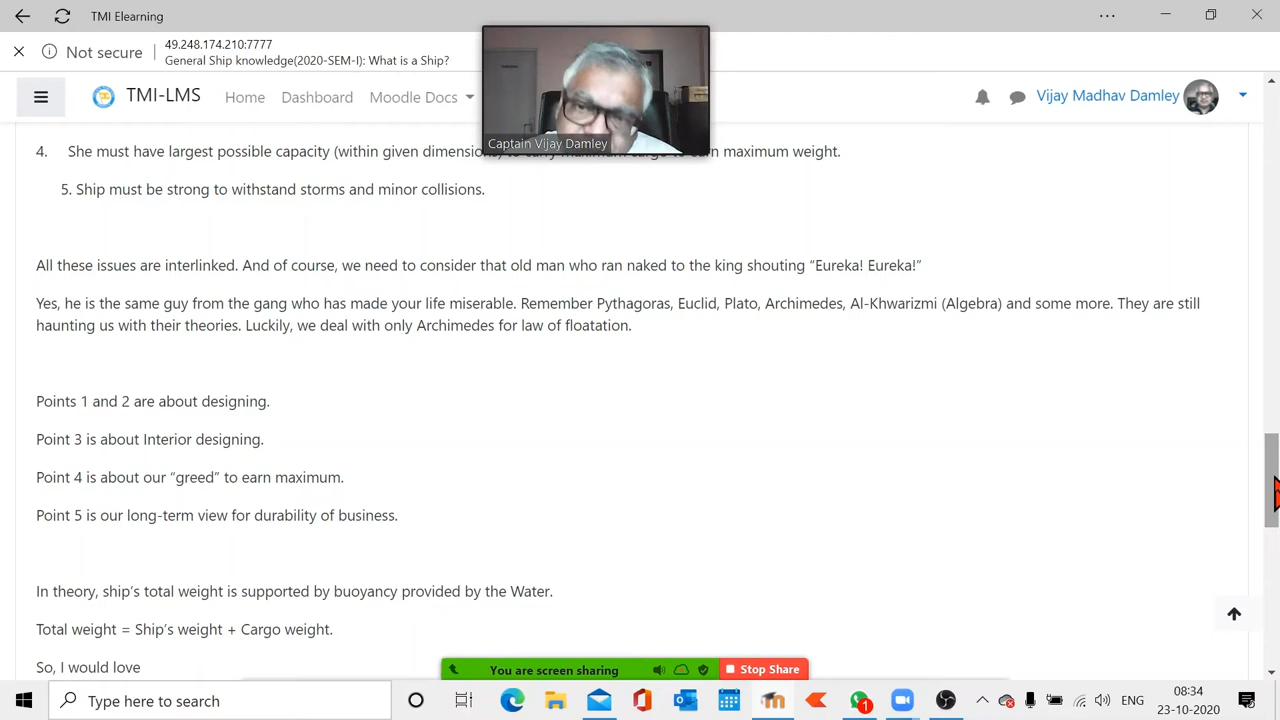 TMI Elearning
Not secure
49.248.174.210:7777
General Ship knowledge(2020-SEM-I): What is a Ship?
TMI-LMS
Home
Dashboard
Moodle Docs
Vijay Madhav Damley
Captain Vijay Damley
4. She must have largest possible capacity (within given dimensions) to carry maximum cargo to earn maximum weight.
5. Ship must be strong to withstand storms and minor collisions.
All these issues are interlinked. And of course, we need to consider that old man who ran naked to the king shouting “Eureka! Eureka!”
Yes, he is the same guy from the gang who has made your life miserable. Remember Pythagoras, Euclid, Plato, Archimedes, Al-Khwarizmi (Algebra) and some more. They are still
haunting us with their theories. Luckily, we deal with only Archimedes for law of floatation.
Points 1 and 2 are about designing.
Point 3 is about Interior designing.
Point 4 is about our “greed” to earn maximum.
Point 5 is our long-term view for durability of business.
In theory, ship’s total weight is supported by buoyancy provided by the Water.
Total weight = Ship’s weight + Cargo weight.
So, I would love
You are screen sharing
Stop Share
Type here to search
1
ENG
08:34
23-10-2020